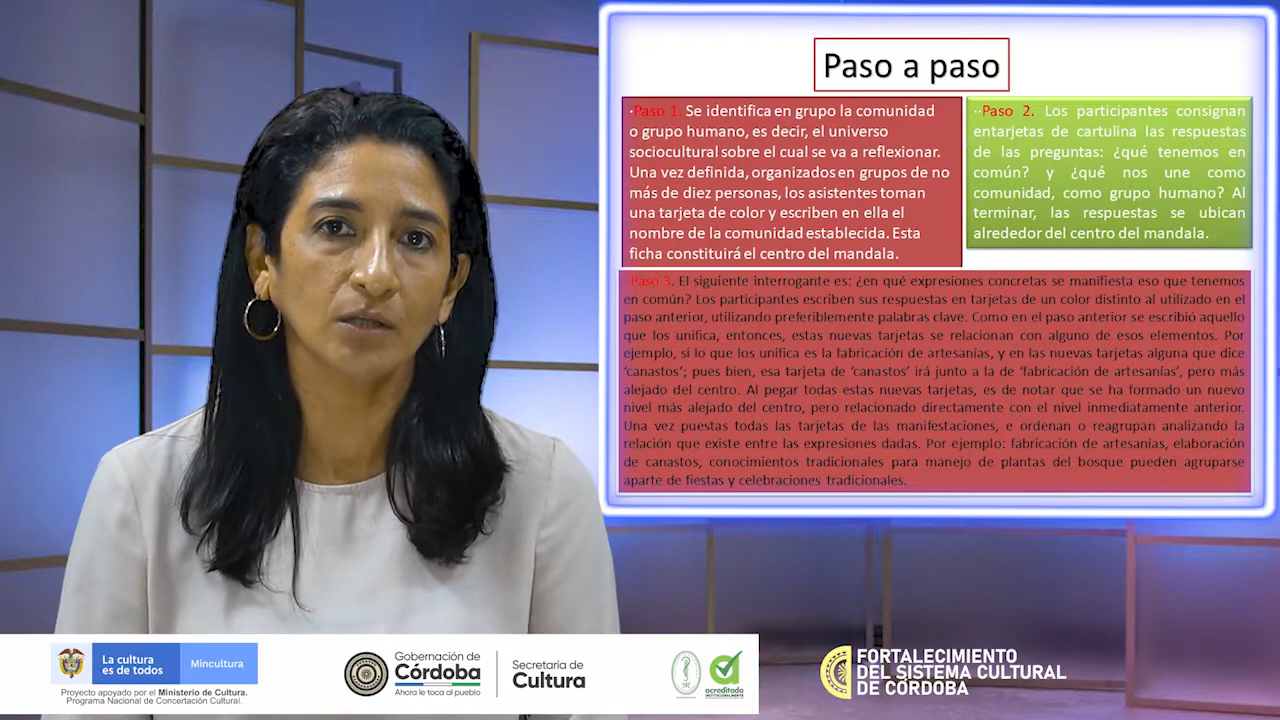 Paso a paso
Paso 1. Se identifica en grupo la comunidad
o grupo humano, es decir, el universo
sociocultural sobre el cual se va a reflexionar.
Una vez definida, organizados en grupos de no
más de diez personas, los asistentes toman
una tarjeta de color y escriben en ella el
nombre de la comunidad establecida. Esta
ficha constituirá el centro del mandala.
Paso 2. Los participantes consignan
entarjetas de cartulina las respuestas
de las preguntas: ¿qué tenemos en
común? y ¿qué nos une como
comunidad, como grupo humano? Al
terminar, las respuestas se ubican
alrededor del centro del mandala.
Paso 3. El siguiente interrogante es: ¿en qué expresiones concretas se manifiesta eso que tenemos
en común? Los participantes escriben sus respuestas en tarjetas de un color distinto al utilizado en el
paso anterior, utilizando preferiblemente palabras clave. Como en el paso anterior se escribió aquello
que los unifica, entonces, estas nuevas tarjetas se relacionan con alguno de esos elementos. Por
ejemplo, si lo que los unifica es la fabricación de artesanías, y en las nuevas tarjetas alguna que dice
‘canastos’; pues bien, esa tarjeta de ‘canastos’ irá junto a la de ‘fabricación de artesanías’, pero más
alejado del centro. Al pegar todas estas nuevas tarjetas, es de notar que se ha formado un nuevo
nivel más alejado del centro, pero relacionado directamente con el nivel inmediatamente anterior.
Una vez puestas todas las tarjetas de las manifestaciones, e ordenan o reagrupan analizando la
relación que existe entre las expresiones dadas. Por ejemplo: fabricación de artesanías, elaboración
de canastos, conocimientos tradicionales para manejo de plantas del bosque pueden agruparse
aparte de fiestas y celebraciones tradicionales.
La cultura
es de todos
Mincultura
Proyecto apoyado por el Ministerio de Cultura.
Programa Nacional de Concertación Cultural.
Gobernación de
Córdoba
Ahora le toca al pueblo
Secretaría de
Cultura
acreditada
INSTITUCIONALMENTE
FORTALECIMIENTO
DEL SISTEMA CULTURAL
DE CÓRDOBA